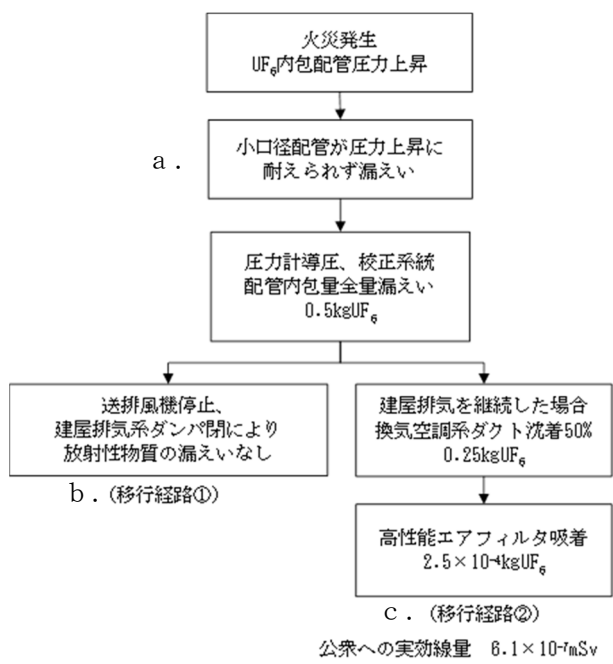 火災発生
UF₆内包配管圧力上昇
a.
小口径配管が圧力上昇に
耐えられず漏えい
圧力計導圧、校正系統
配管内包量全量漏えい
0.5kgUF₆
送排風機停止、
建屋排気系ダンパ閉により
放射性物質の漏えいなし
b.(移行経路①)
建屋排気を継続した場合
換気空調系ダクト沈着50%
0.25kgUF₆
高性能エアフィルタ吸着
2.5×10⁻⁴kgUF₆
c.(移行経路②)
公衆への実効線量 6.1×10⁻⁷mSv